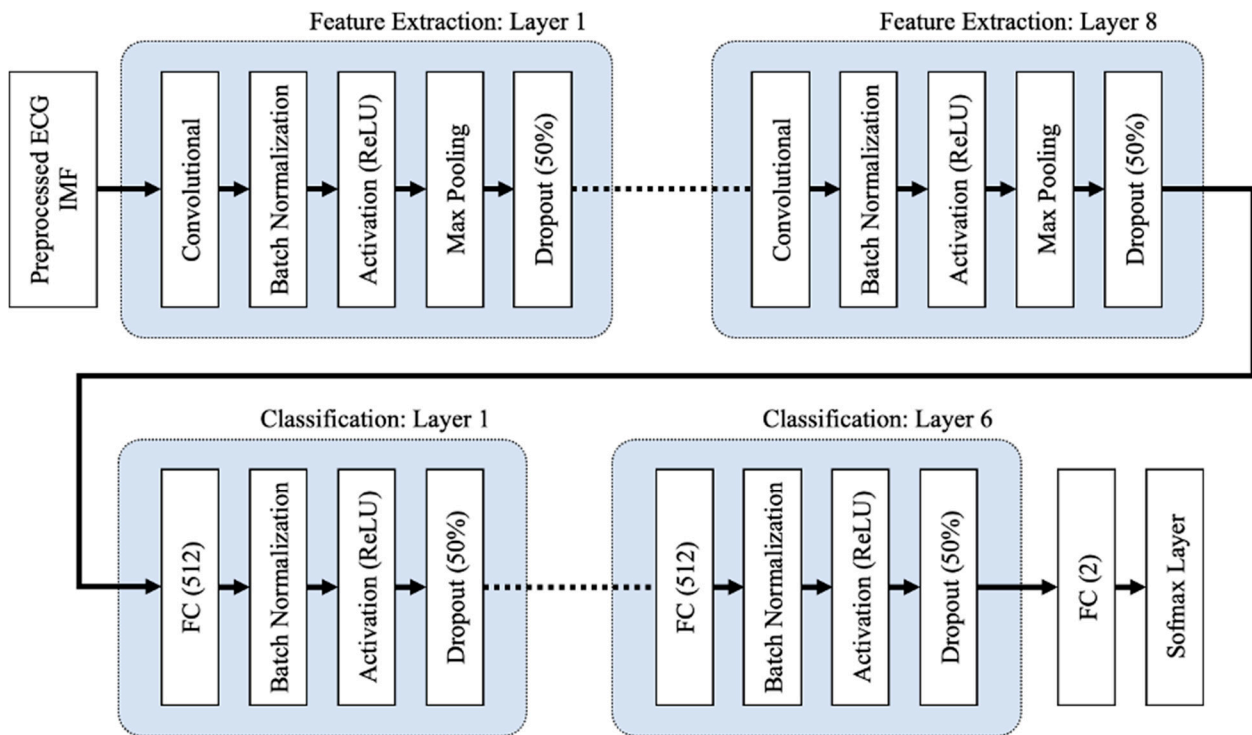 Feature Extraction: Layer 1
Feature Extraction: Layer 8
Preprocessed ECG
IMF
Convolutional
Batch Normalization
Activation (ReLU)
Max Pooling
Dropout (50%)
Convolutional
Batch Normalization
Activation (ReLU)
Max Pooling
Dropout (50%)
Classification: Layer 1
Classification: Layer 6
FC (512)
Batch Normalization
Activation (ReLU)
Dropout (50%)
FC (512)
Batch Normalization
Activation (ReLU)
Dropout (50%)
FC (2)
Sofmax Layer